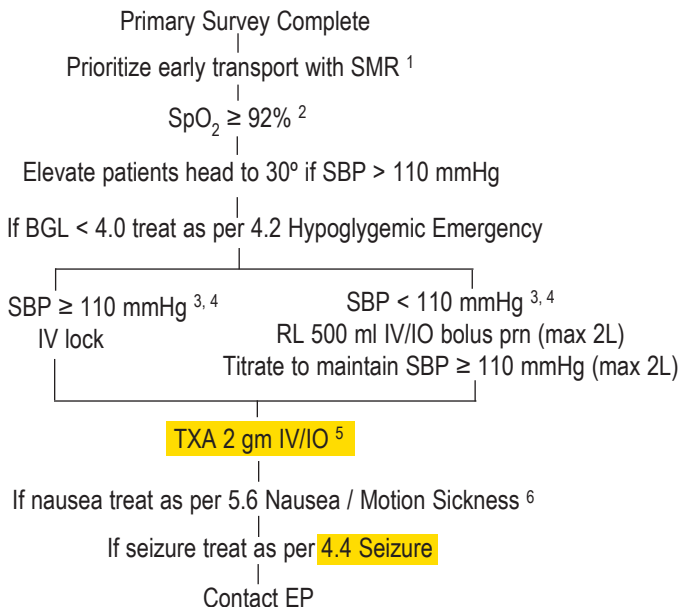 Primary Survey Complete
Prioritize early transport with SMR ¹
SpO₂ ≥ 92% ²
Elevate patients head to 30º if SBP > 110 mmHg
If BGL < 4.0 treat as per 4.2 Hypoglygemic Emergency
SBP ≥ 110 mmHg ³˒ ⁴
IV lock
SBP < 110 mmHg ³˒ ⁴
RL 500 ml IV/IO bolus prn (max 2L)
Titrate to maintain SBP ≥ 110 mmHg (max 2L)
TXA 2 gm IV/IO ⁵
If nausea treat as per 5.6 Nausea / Motion Sickness ⁶
If seizure treat as per 4.4 Seizure
Contact EP